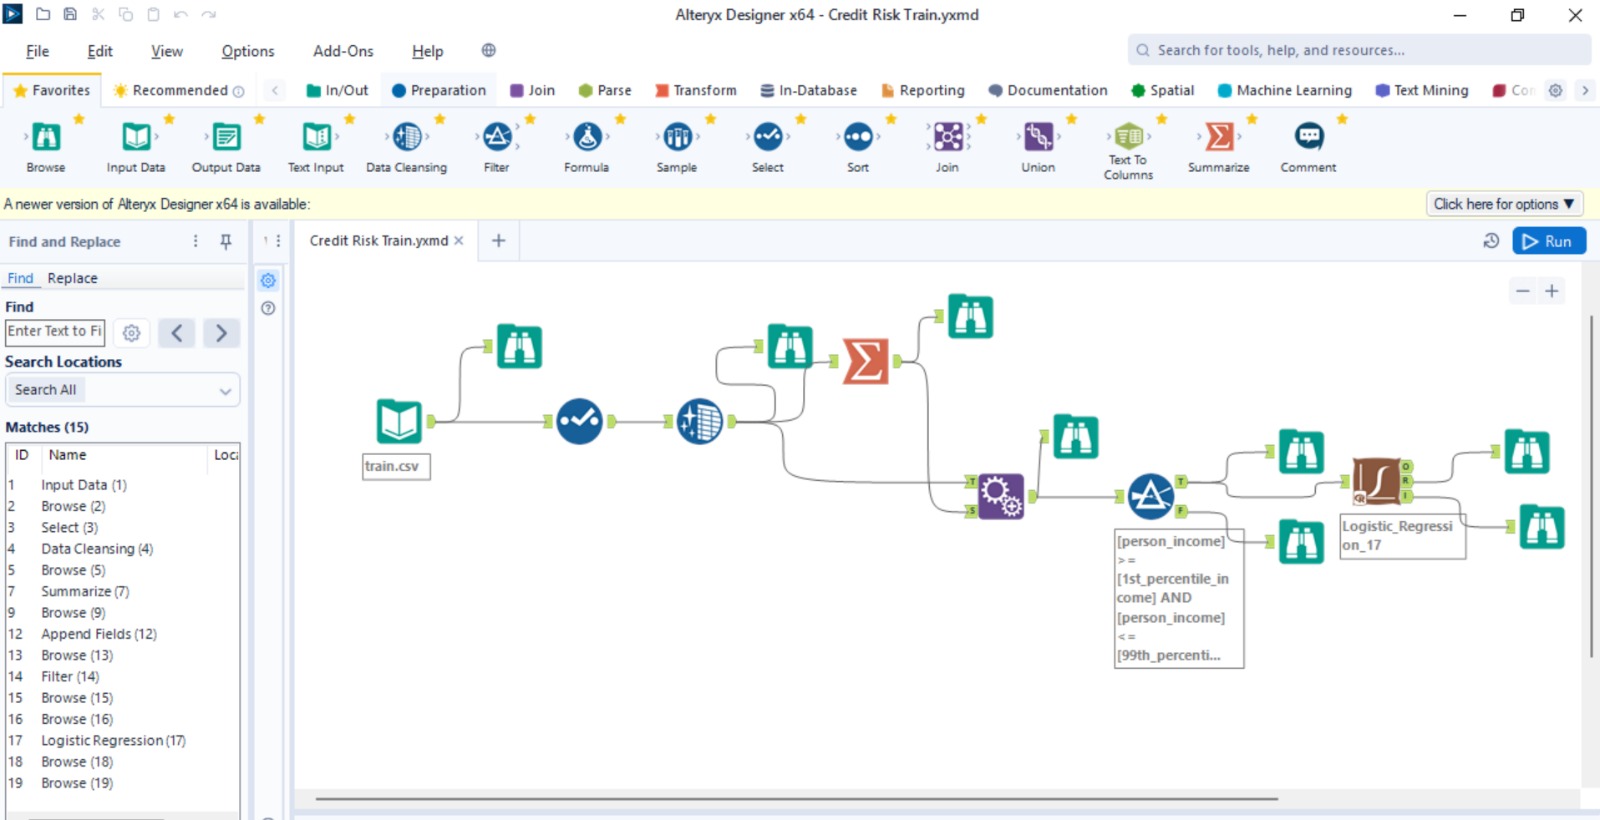 Alteryx Designer x64 - Credit Risk Train.yxmd
File Edit View Options Add-Ons Help
Search for tools, help, and resources...
Favorites Recommended In/Out Preparation Join Parse Transform In-Database Reporting Documentation Spatial Machine Learning Text Mining
Browse Input Data Output Data Text Input Data Cleansing Filter Formula Sample Select Sort Join Union Text To Columns Summarize Comment
A newer version of Alteryx Designer x64 is available:
Click here for options ▼
Find and Replace
Credit Risk Train.yxmd
Run
Find Replace
Find
Enter Text to Fi
Search Locations
Search All
Matches (15)
ID Name
1 Input Data (1)
2 Browse (2)
3 Select (3)
4 Data Cleansing (4)
5 Browse (5)
7 Summarize (7)
9 Browse (9)
12 Append Fields (12)
13 Browse (13)
14 Filter (14)
15 Browse (15)
16 Browse (16)
17 Logistic Regression (17)
18 Browse (18)
19 Browse (19)
train.csv
T
S
T
F
[person_income]
>=
[1st_percentile_in
come] AND
[person_income]
<=
[99th_percenti...
O
R
I
R
Logistic_Regressi
on_17